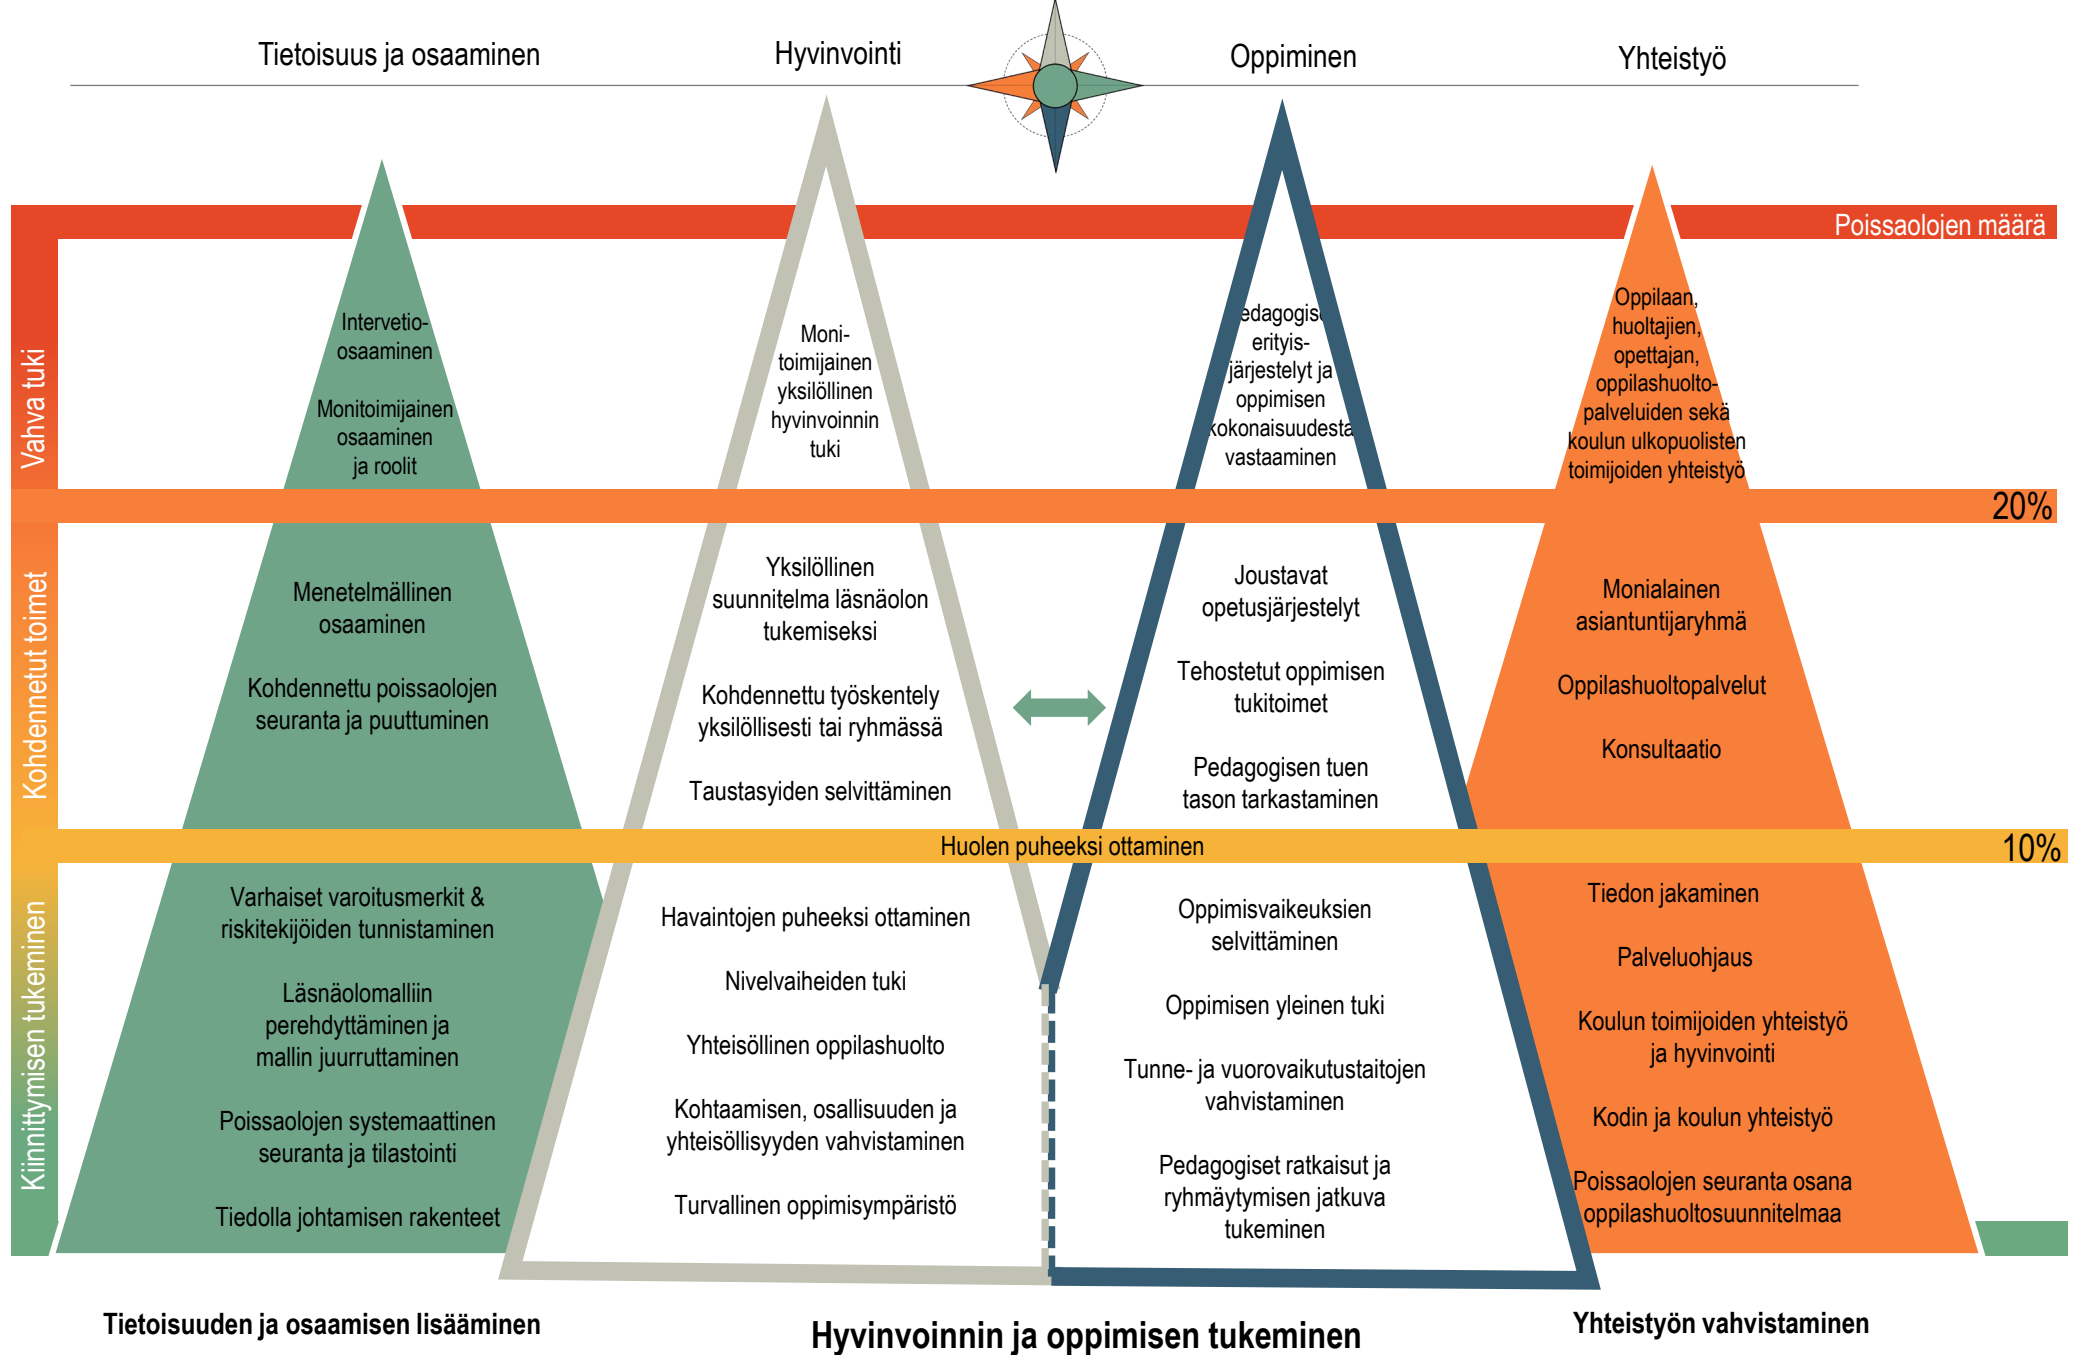 Tietoisuus ja osaaminen
Hyvinvointi
Oppiminen
Yhteistyö
Poissaolojen määrä
Vahva tuki
Intervetio-
osaaminen
Monitoimijainen
osaaminen
ja roolit
Moni-
toimijainen
yksilöllinen
hyvinvoinnin
tuki
edagogise
erityis-
järjestelyt ja
oppimisen
kokonaisuudesta
vastaaminen
Oppilaan,
huoltajien,
opettajan,
oppilashuolto-
palveluiden sekä
koulun ulkopuolisten
toimijoiden yhteistyö
20%
Kohdennetut toimet
Menetelmällinen
osaaminen
Kohdennettu poissaolojen
seuranta ja puuttuminen
Yksilöllinen
suunnitelma läsnäolon
tukemiseksi
Kohdennettu työskentely
yksilöllisesti tai ryhmässä
Taustasyiden selvittäminen
Joustavat
opetusjärjestelyt
Tehostetut oppimisen
tukitoimet
Pedagogisen tuen
tason tarkastaminen
Monialainen
asiantuntijaryhmä
Oppilashuoltopalvelut
Konsultaatio
Huolen puheeksi ottaminen
10%
Kiinnittymisen tukeminen
Varhaiset varoitusmerkit &
riskitekijöiden tunnistaminen
Läsnäolomalliin
perehdyttäminen ja
mallin juurruttaminen
Poissaolojen systemaattinen
seuranta ja tilastointi
Tiedolla johtamisen rakenteet
Havaintojen puheeksi ottaminen
Nivelvaiheiden tuki
Yhteisöllinen oppilashuolto
Kohtaamisen, osallisuuden ja
yhteisöllisyyden vahvistaminen
Turvallinen oppimisympäristö
Oppimisvaikeuksien
selvittäminen
Oppimisen yleinen tuki
Tunne- ja vuorovaikutustaitojen
vahvistaminen
Pedagogiset ratkaisut ja
ryhmäytymisen jatkuva
tukeminen
Tiedon jakaminen
Palveluohjaus
Koulun toimijoiden yhteistyö
ja hyvinvointi
Kodin ja koulun yhteistyö
Poissaolojen seuranta osana
oppilashuoltosuunnitelmaa
Tietoisuuden ja osaamisen lisääminen
Hyvinvoinnin ja oppimisen tukeminen
Yhteistyön vahvistaminen